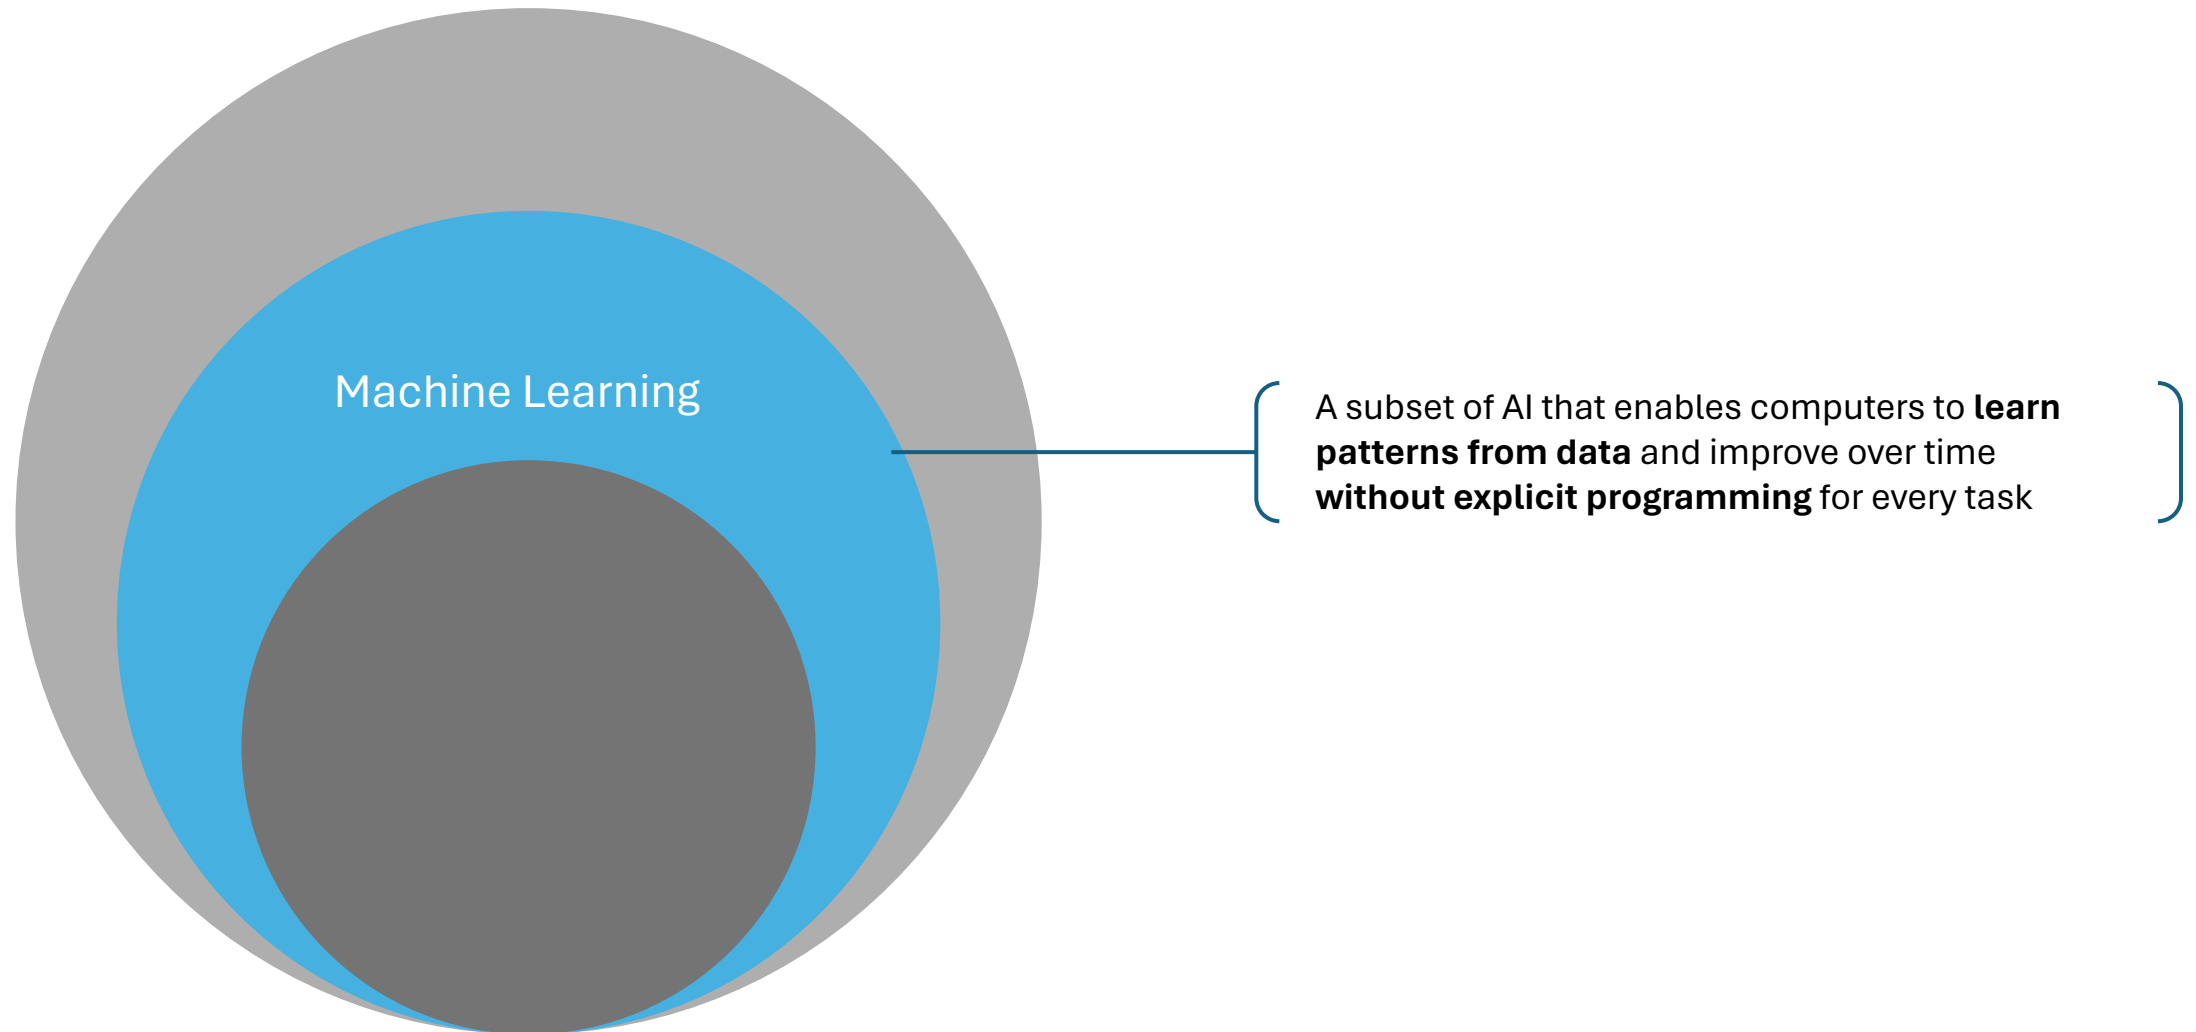 Machine Learning
A subset of AI that enables computers to learn
patterns from data and improve over time
without explicit programming for every task